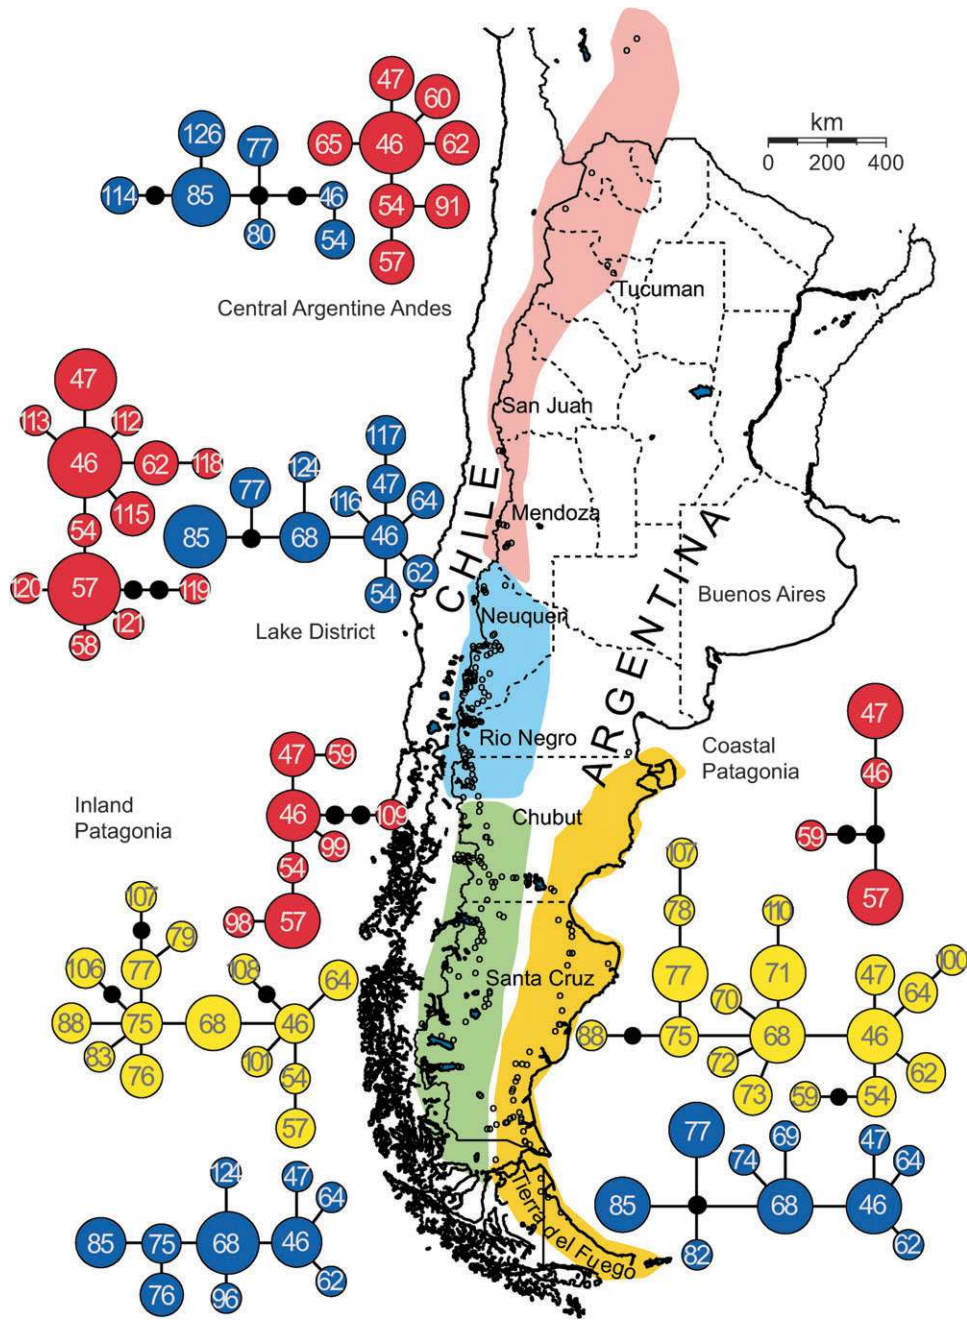 km
0 200 400
47
60
65 46 62
126 77
114 85 46
54 91
80 54
57
Central Argentine Andes
Tucuman
San Juan
Mendoza
CHILE
ARGENTINA
Buenos Aires
Neuquen
Rio Negro
Chubut
Santa Cruz
Tierra del Fuego
47
113 112
46 62 118
115
54
57 119
120 121
58
117
77 124 47 64
116
85 68 46
62
54
Lake District
Inland
Patagonia
47 59
46 109
99
54
98 57
107
79
106 77 108 64
88 75 68 46
83 101
76 54
57
124 47 64
85 75 68 46
76 96 62
Coastal
Patagonia
47
46
59
57
107
78 110
77 71 47 100
70 64
88 75 68 46
72 62
73 59 54
77 69 47
74 64
85 68 46
82 62